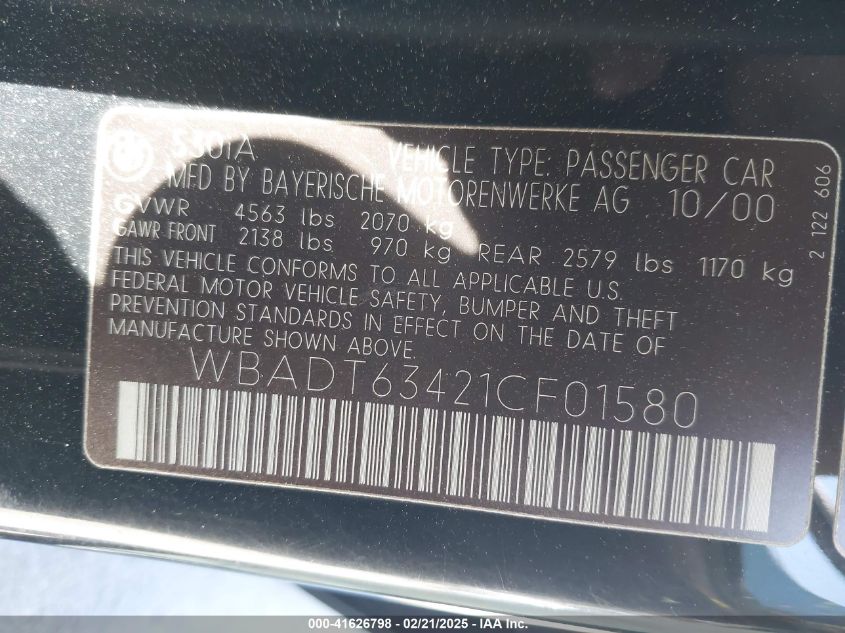 530iA VEHICLE TYPE: PASSENGER CAR
MFD BY BAYERISCHE MOTORENWERKE AG 10/00
GVWR 4563 lbs 2070 kg
GAWR FRONT 2138 lbs 970 kg REAR 2579 lbs 1170 kg
THIS VEHICLE CONFORMS TO ALL APPLICABLE U.S.
FEDERAL MOTOR VEHICLE SAFETY, BUMPER AND THEFT
PREVENTION STANDARDS IN EFFECT ON THE DATE OF
MANUFACTURE SHOWN ABOVE.
WBADT63421CF01580
2 122 606
000-41626798 - 02/21/2025 - IAAI.COM